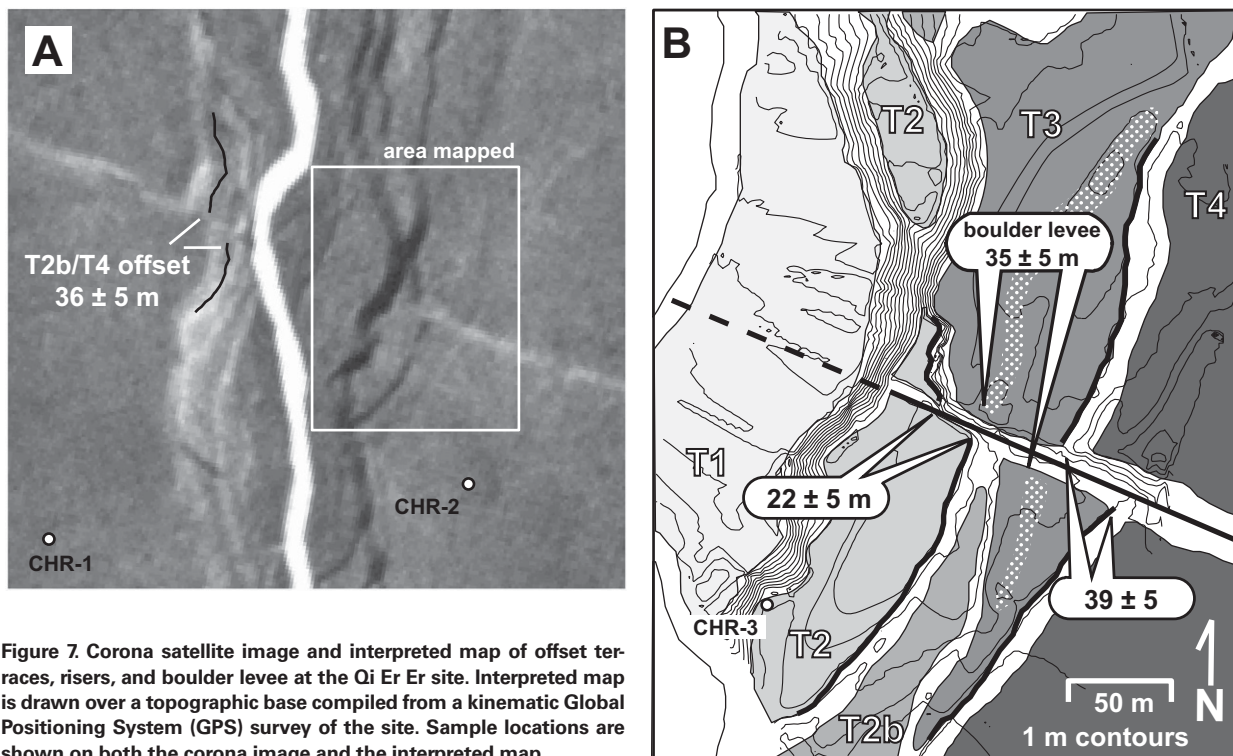 A
area mapped
T2b/T4 offset
36 ± 5 m
CHR-2
CHR-1
B
T2
T3
T4
boulder levee
35 ± 5 m
T1
22 ± 5 m
39 ± 5
CHR-3
T2
T2b
50 m
N
1 m contours
Figure 7. Corona satellite image and interpreted map of offset ter-
races, risers, and boulder levee at the Qi Er Er site. Interpreted map
is drawn over a topographic base compiled from a kinematic Global
Positioning System (GPS) survey of the site. Sample locations are
shown on both the corona image and the interpreted map.